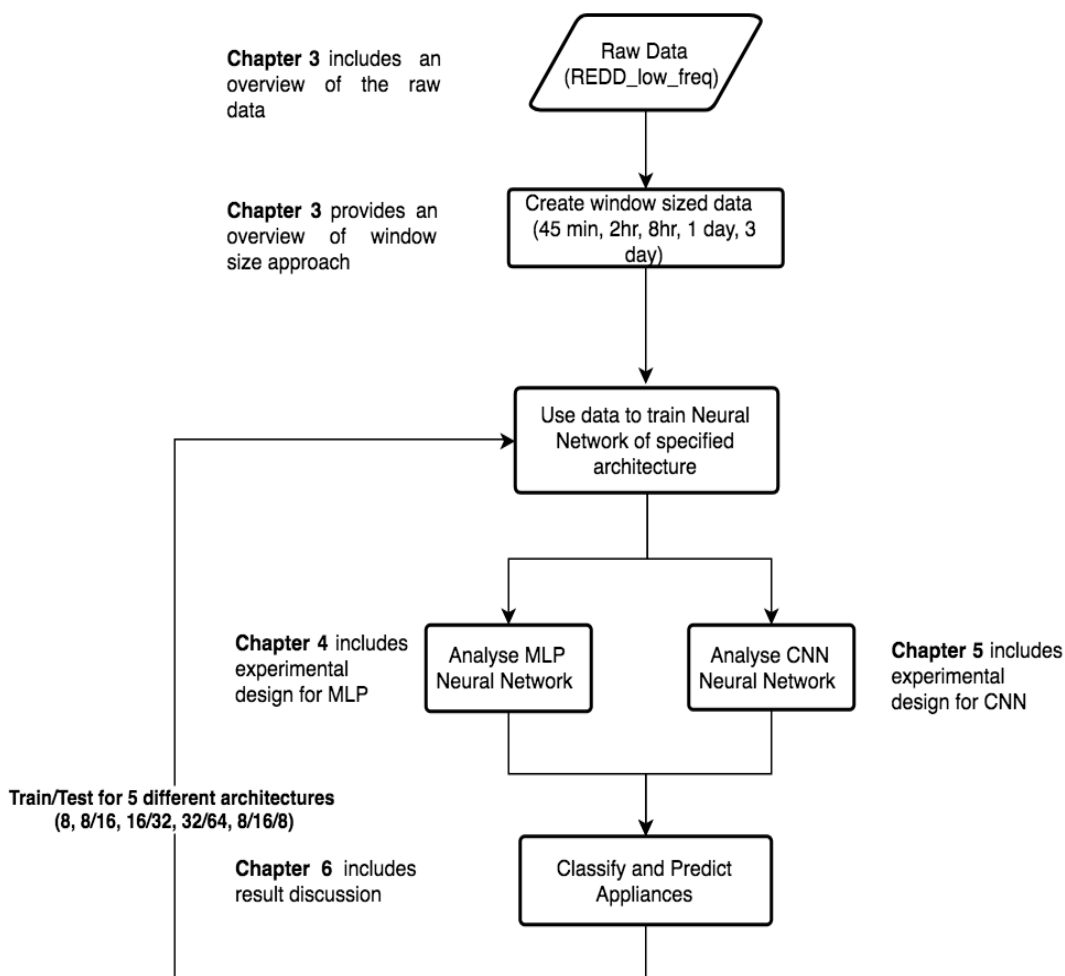 Chapter 3 includes an
overview of the raw
data
Raw Data
(REDD_low_freq)
Chapter 3 provides an
overview of window
size approach
Create window sized data
(45 min, 2hr, 8hr, 1 day, 3
day)
Use data to train Neural
Network of specified
architecture
Chapter 4 includes
experimental
design for MLP
Analyse MLP
Neural Network
Analyse CNN
Neural Network
Chapter 5 includes
experimental
design for CNN
Train/Test for 5 different architectures
(8, 8/16, 16/32, 32/64, 8/16/8)
Chapter 6 includes
result discussion
Classify and Predict
Appliances